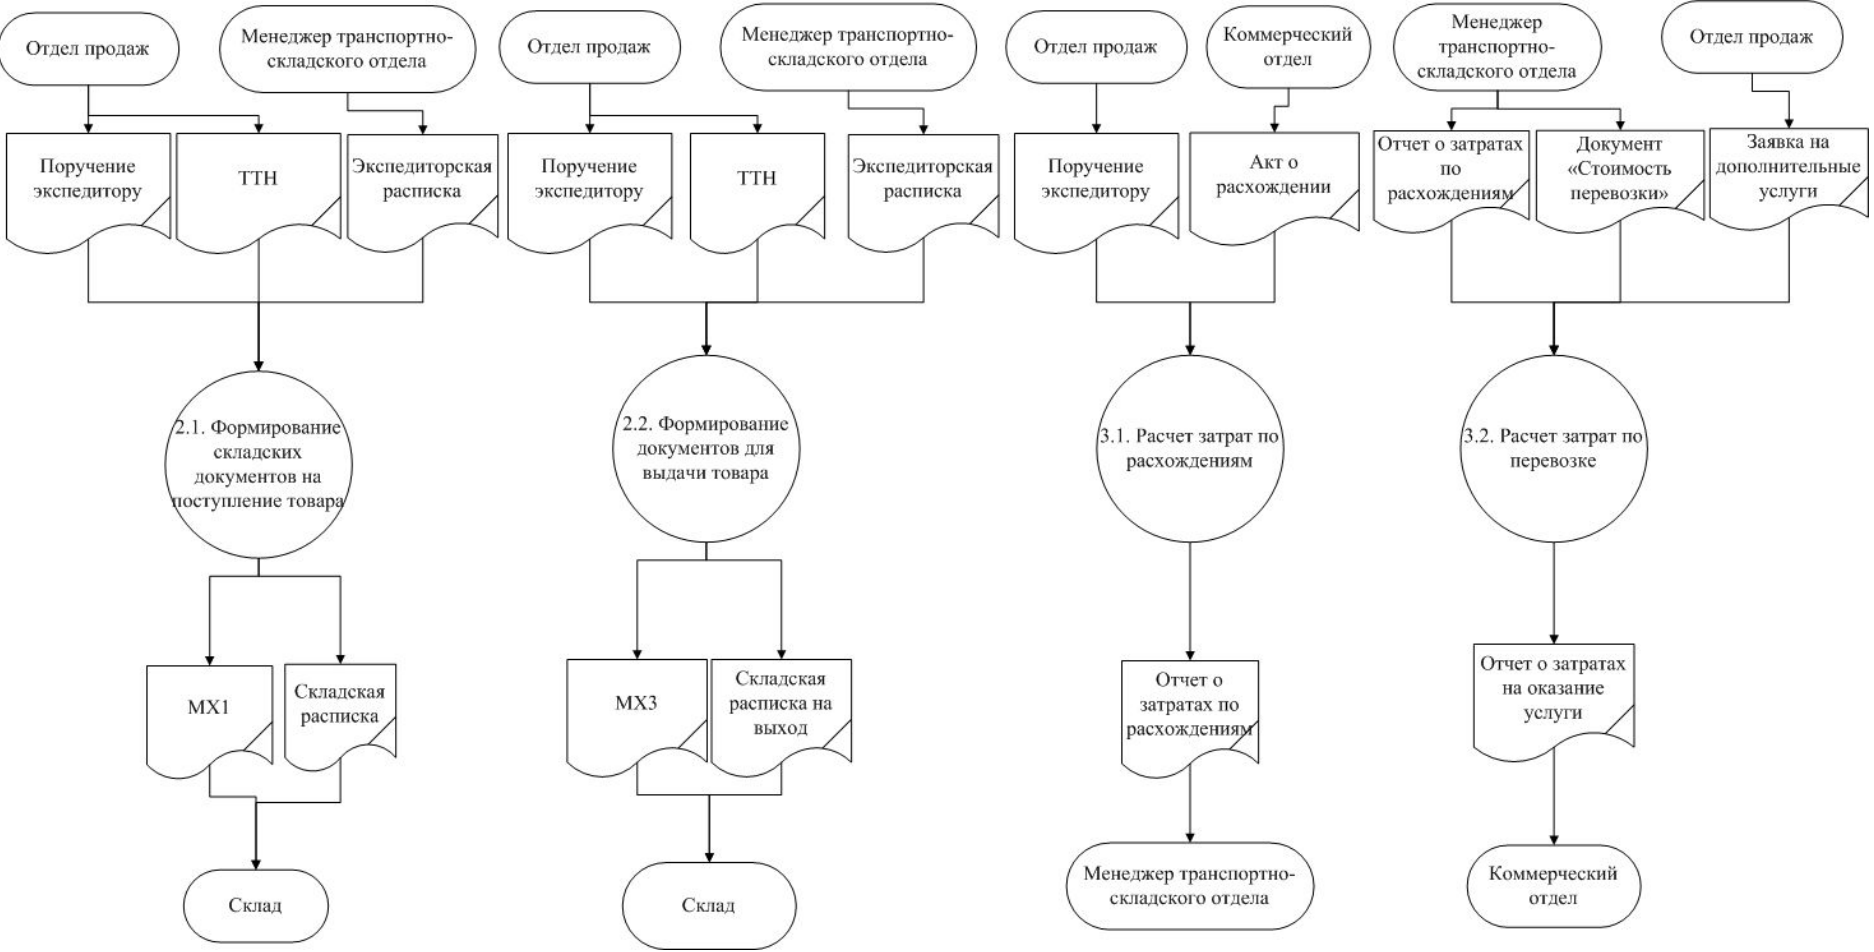 Отдел продаж
Менеджер транспортно-
складского отдела
Отдел продаж
Менеджер транспортно-
складского отдела
Отдел продаж
Коммерческий
отдел
Менеджер
транспортно-
складского отдела
Отдел продаж
Поручение
экспедитору
ТТН
Экспедиторская
расписка
Поручение
экспедитору
ТТН
Экспедиторская
расписка
Поручение
экспедитору
Акт о
расхождении
Отчет о затратах
по
расхождениям
Документ
«Стоимость
перевозки»
Заявка на
дополнительные
услуги
2.1. Формирование
складских
документов на
поступление товара
2.2. Формирование
документов для
выдачи товара
3.1. Расчет затрат по
расхождениям
3.2. Расчет затрат по
перевозке
МХ1
Складская
расписка
МХ3
Складская
расписка на
выход
Отчет о
затратах по
расхождениям
Отчет о затратах
на оказание
услуги
Склад
Склад
Менеджер транспортно-
складского отдела
Коммерческий
отдел